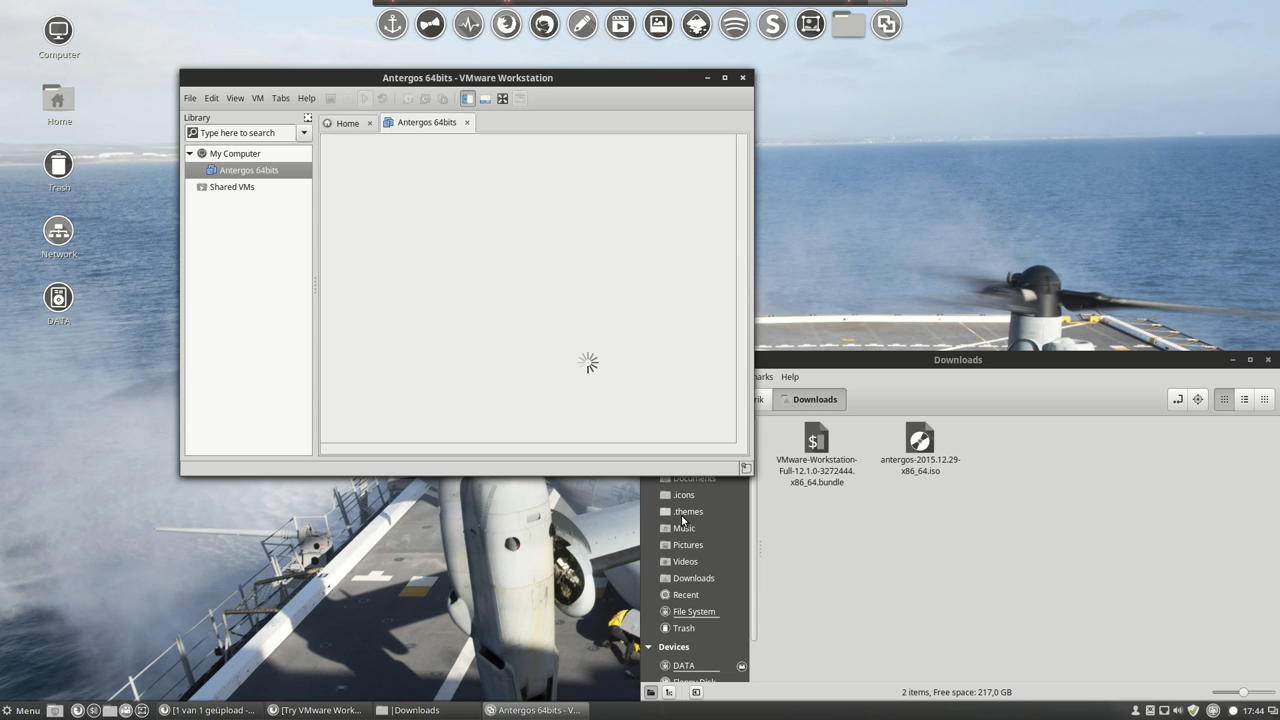 Computer
Home
Trash
Network
DATA
Antergos 64bits - VMware Workstation
File Edit View VM Tabs Help
Library
Type here to search
My Computer
Antergos 64bits
Shared VMs
Home
Antergos 64bits
Downloads
Help
Downloads
VMware-Workstation-
Full-12.1.0-3272444.
x86_64.bundle
antergos-2015.12.29-
x86_64.iso
Documents
.icons
.themes
Music
Pictures
Videos
Downloads
Recent
File System
Trash
Devices
DATA
Floppy Disk
2 items, Free space: 217,0 GB
Menu
[1 van 1 geüpload -...
[Try VMware Work...
Downloads
Antergos 64bits - V...
17:44